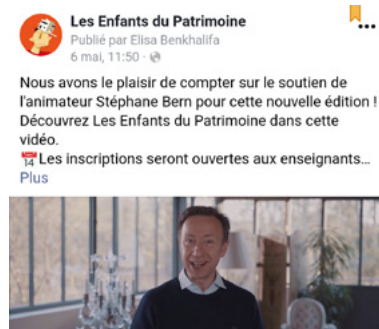 Les Enfants du Patrimoine
Publié par Elisa Benkhalifa
6 mai, 11:50
Nous avons le plaisir de compter sur le soutien de
l'animateur Stéphane Bern pour cette nouvelle édition !
Découvrez Les Enfants du Patrimoine dans cette
vidéo.
14 Les inscriptions seront ouvertes aux enseignants...
Plus